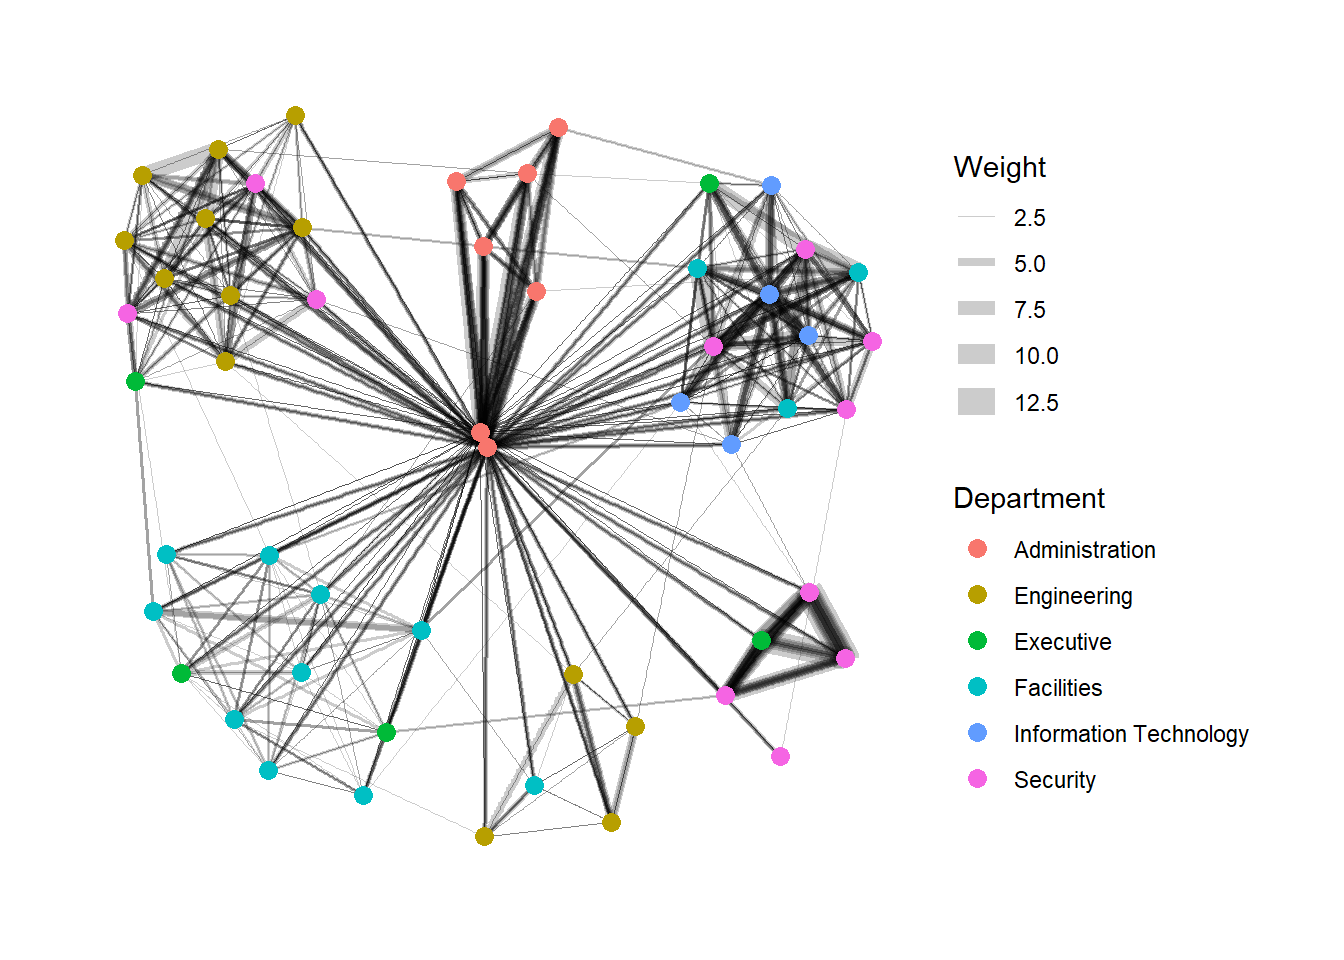 Weight
2.5
5.0
7.5
10.0
12.5
Department
Administration
Engineering
Executive
Facilities
Information Technology
Security